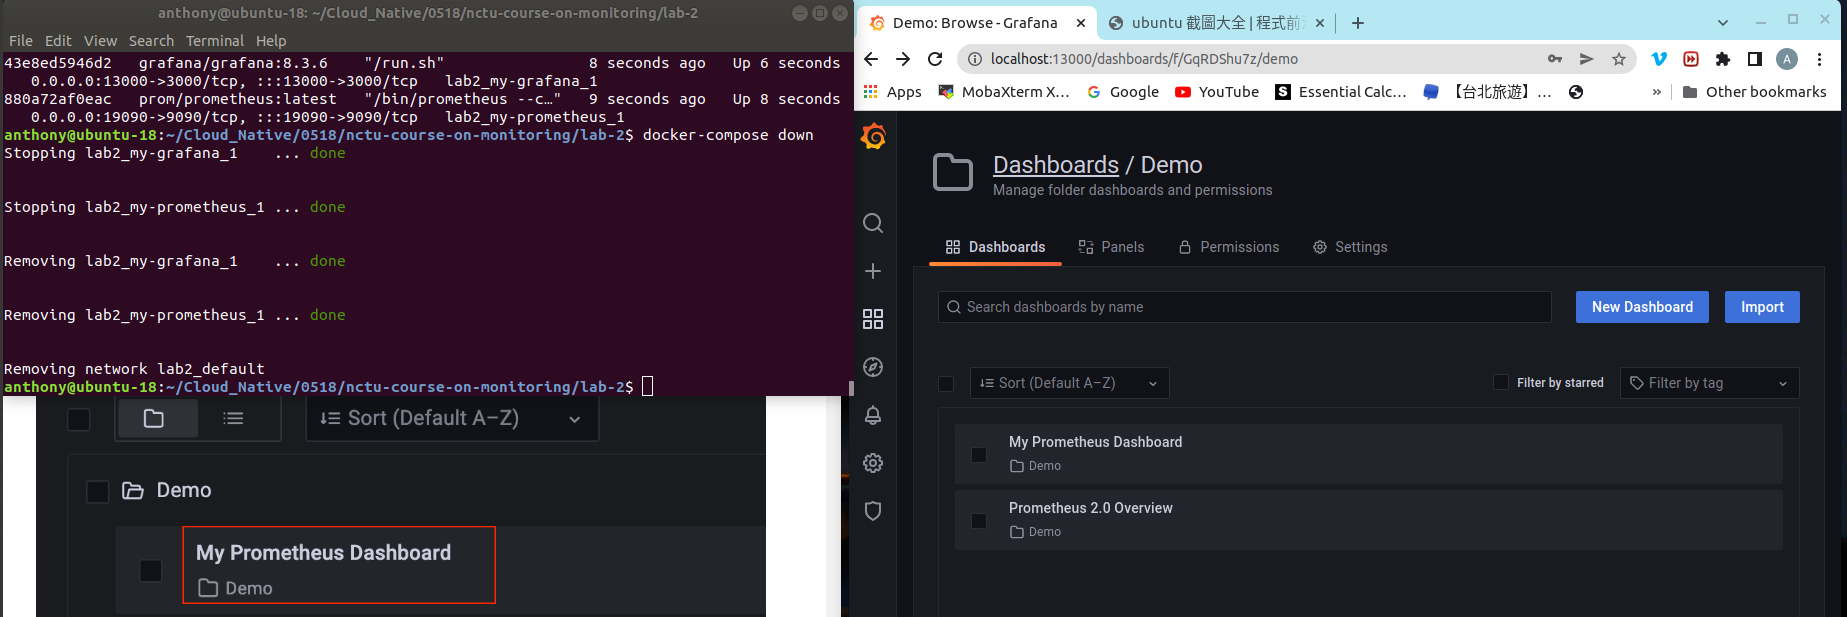 anthony@ubuntu-18: ~/Cloud_Native/0518/nctu-course-on-monitoring/lab-2
File Edit View Search Terminal Help
43e8ed5946d2 grafana/grafana:8.3.6 "/run.sh" 8 seconds ago Up 6 seconds
0.0.0.0:13000->3000/tcp, :::13000->3000/tcp lab2_my-grafana_1
880a72af0eac prom/prometheus:latest "/bin/prometheus --c…" 9 seconds ago Up 8 seconds
0.0.0.0:19090->9090/tcp, :::19090->9090/tcp lab2_my-prometheus_1
anthony@ubuntu-18:~/Cloud_Native/0518/nctu-course-on-monitoring/lab-2$ docker-compose down
Stopping lab2_my-grafana_1 ... done
Stopping lab2_my-prometheus_1 ... done
Removing lab2_my-grafana_1 ... done
Removing lab2_my-prometheus_1 ... done
Removing network lab2_default
anthony@ubuntu-18:~/Cloud_Native/0518/nctu-course-on-monitoring/lab-2$
Sort (Default A–Z)
Demo
My Prometheus Dashboard
Demo
Demo: Browse - Grafana
ubuntu 截圖大全 | 程式前
localhost:13000/dashboards/f/GqRDShu7z/demo
A
Apps MobaXterm X... Google YouTube S Essential Calc... 【台北旅遊】... » Other bookmarks
Dashboards / Demo
Manage folder dashboards and permissions
Dashboards Panels Permissions Settings
Search dashboards by name
New Dashboard
Import
Sort (Default A–Z)
Filter by starred
Filter by tag
My Prometheus Dashboard
Demo
Prometheus 2.0 Overview
Demo